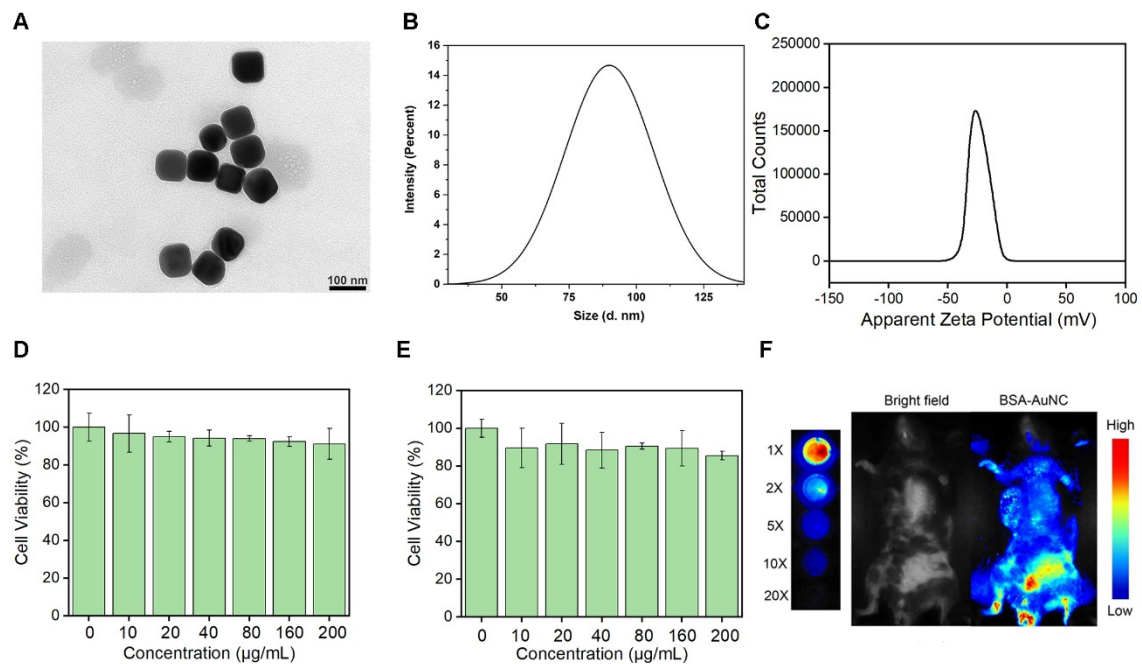 A
100 nm
B
16
14
12
10
8
6
4
2
0
Intensity (Percent)
50
75
100
125
Size (d. nm)
C
250000
200000
150000
100000
50000
0
Total Counts
-150
-100
-50
0
50
100
Apparent Zeta Potential (mV)
D
120
100
80
60
40
20
0
Cell Viability (%)
0
10
20
40
80
160
200
Concentration (µg/mL)
E
120
100
80
60
40
20
0
Cell Viability (%)
0
10
20
40
80
160
200
Concentration (µg/mL)
F
Bright field
BSA-AuNC
1X
2X
5X
10X
20X
High
Low